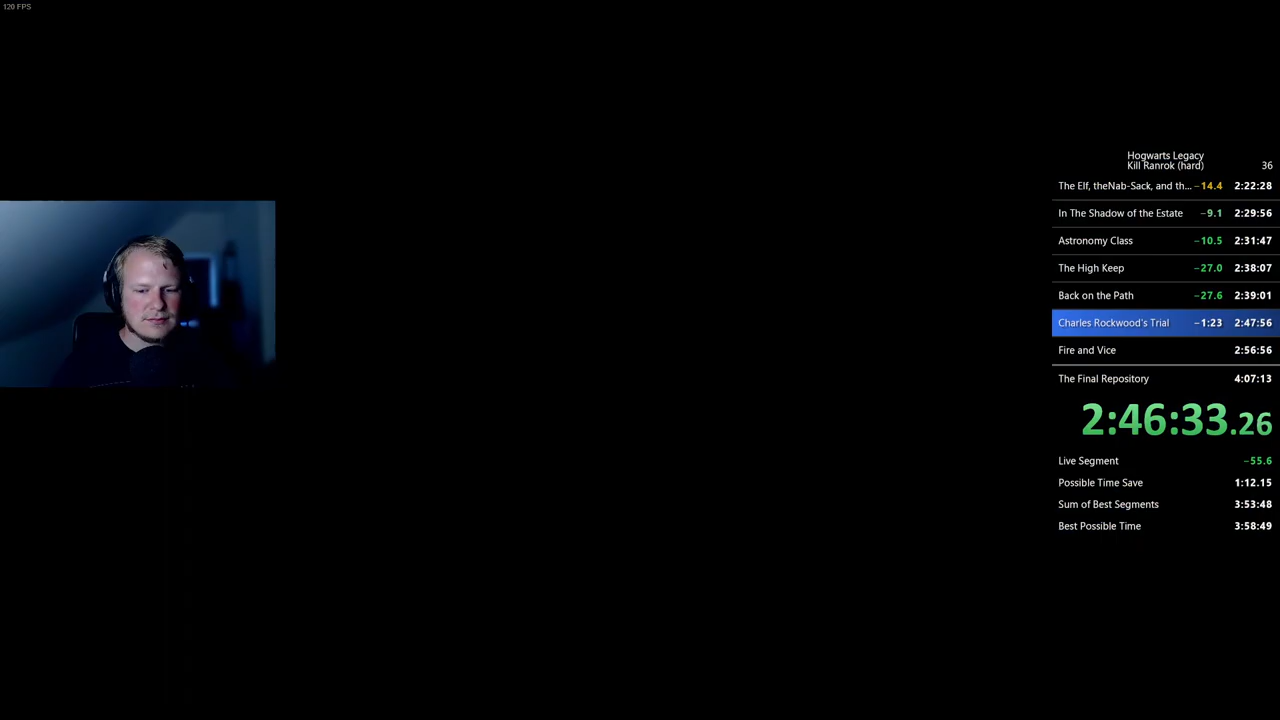 120 FPS
Hogwarts Legacy
Kill Ranrok (hard) 36
The Elf, theNab-Sack, and th... −14.4 2:22:28
In The Shadow of the Estate −9.1 2:29:56
Astronomy Class −10.5 2:31:47
The High Keep −27.0 2:38:07
Back on the Path −27.6 2:39:01
Charles Rockwood's Trial −1:23 2:47:56
Fire and Vice 2:56:56
The Final Repository 4:07:13
2:46:33.26
Live Segment −55.6
Possible Time Save 1:12.15
Sum of Best Segments 3:53:48
Best Possible Time 3:58:49